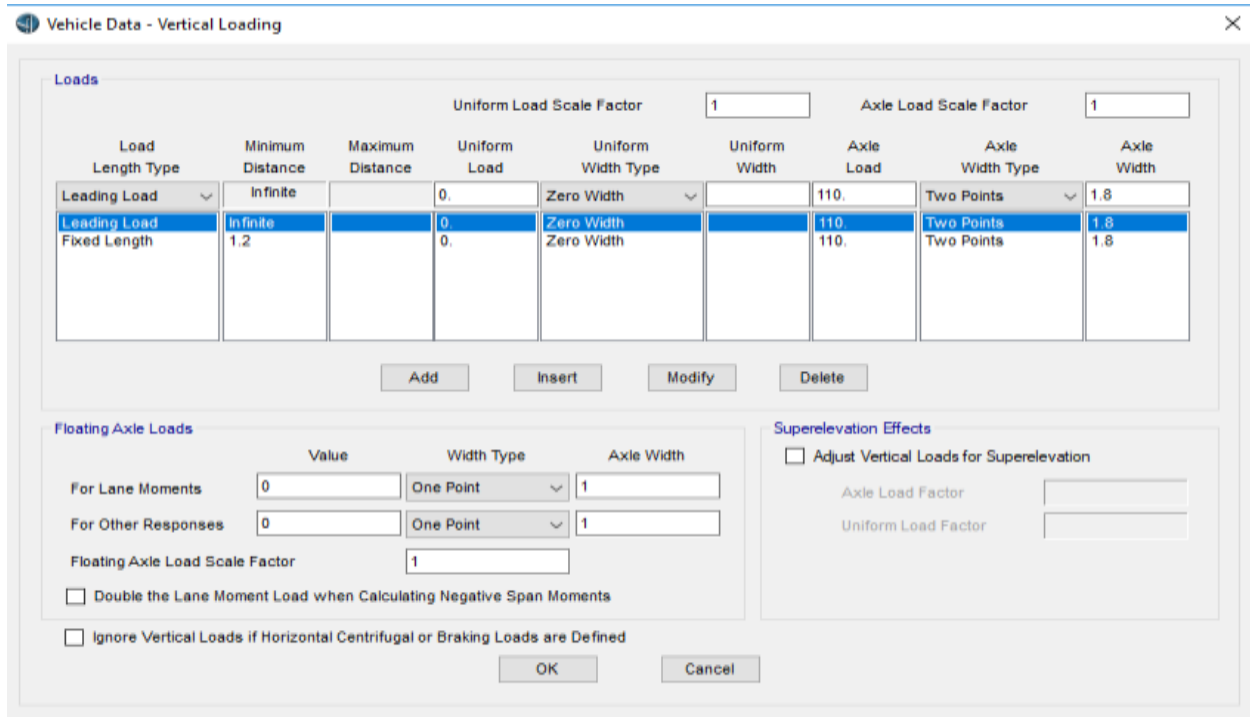 Vehicle Data - Vertical Loading
Loads
Uniform Load Scale Factor 1 Axle Load Scale Factor 1
Load Minimum Maximum Uniform Uniform Uniform Axle Axle Axle
Length Type Distance Distance Load Width Type Width Load Width Type Width
Leading Load Infinite 0. Zero Width 110. Two Points 1.8
Leading Load Infinite 0. Zero Width 110. Two Points 1.8
Fixed Length 1.2 0. Zero Width 110. Two Points 1.8
Add Insert Modify Delete
Floating Axle Loads Superelevation Effects
Value Width Type Axle Width Adjust Vertical Loads for Superelevation
For Lane Moments 0 One Point 1 Axle Load Factor
For Other Responses 0 One Point 1 Uniform Load Factor
Floating Axle Load Scale Factor 1
Double the Lane Moment Load when Calculating Negative Span Moments
Ignore Vertical Loads if Horizontal Centrifugal or Braking Loads are Defined
OK Cancel